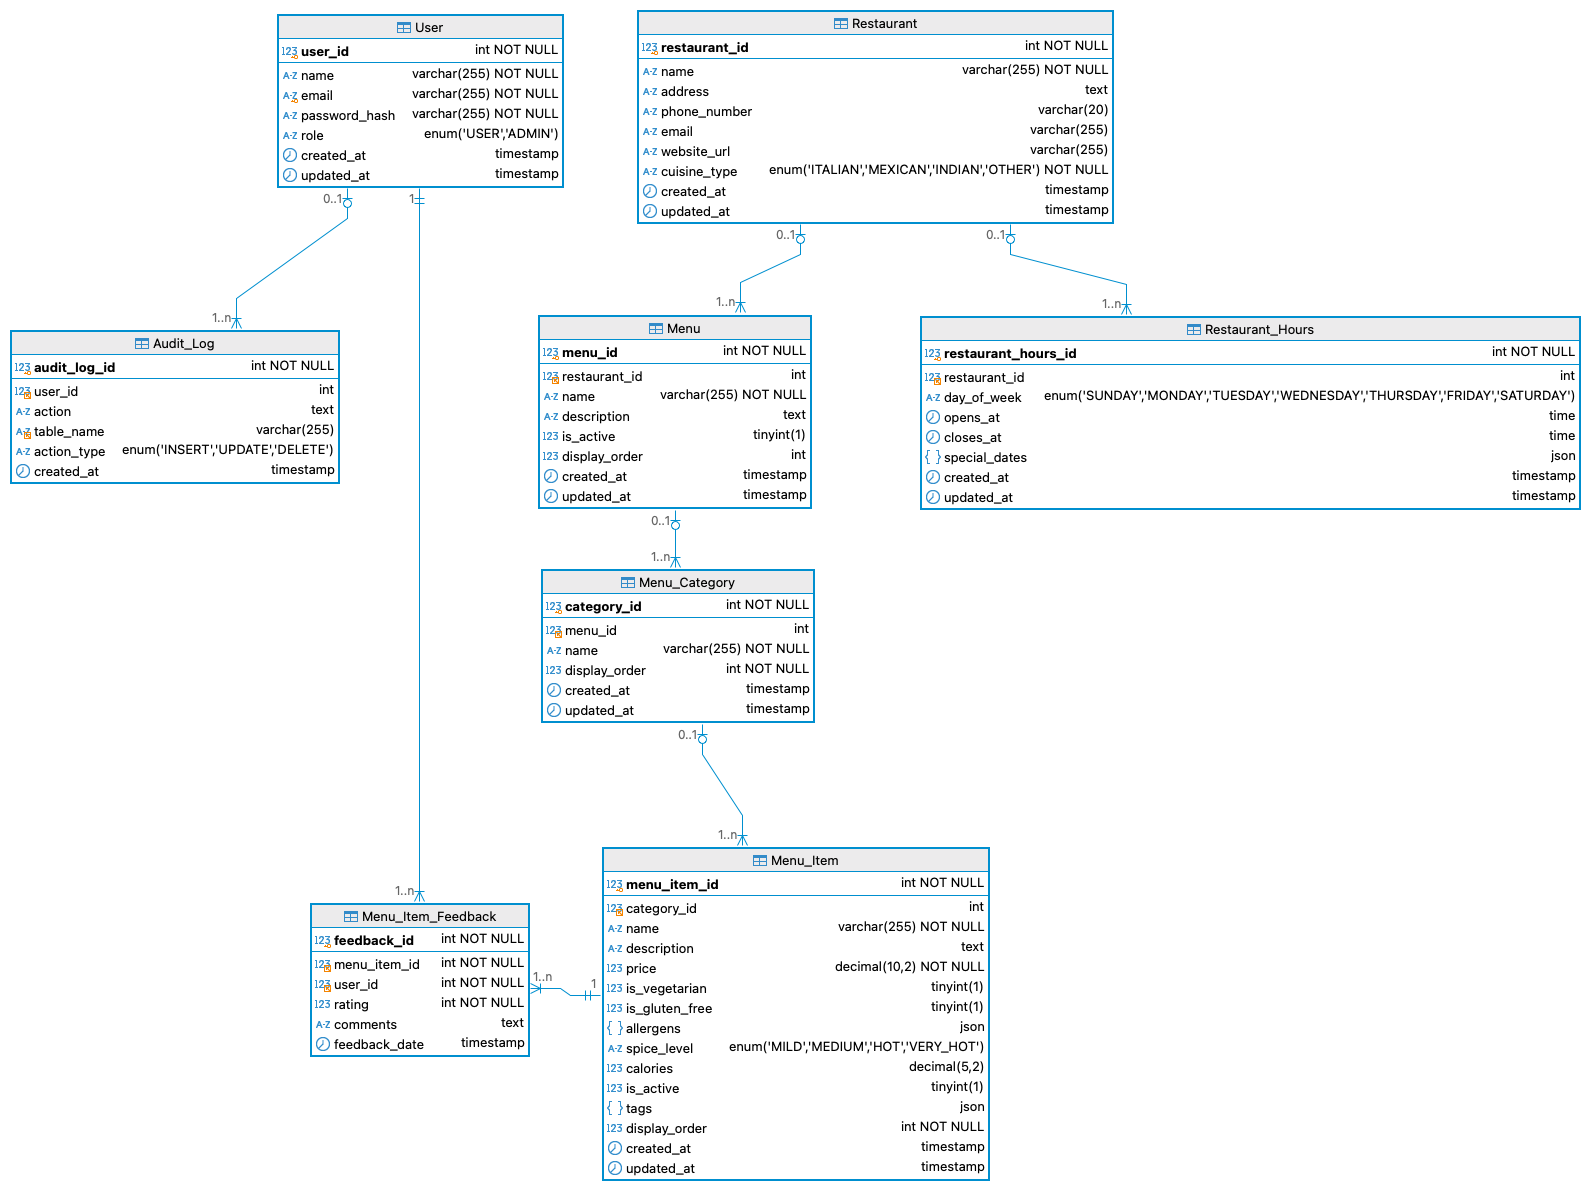 User
123 user_id int NOT NULL
A-Z name varchar(255) NOT NULL
A-Z email varchar(255) NOT NULL
A-Z password_hash varchar(255) NOT NULL
A-Z role enum('USER','ADMIN')
created_at timestamp
updated_at timestamp
Restaurant
123 restaurant_id int NOT NULL
A-Z name varchar(255) NOT NULL
A-Z address text
A-Z phone_number varchar(20)
A-Z email varchar(255)
A-Z website_url varchar(255)
A-Z cuisine_type enum('ITALIAN','MEXICAN','INDIAN','OTHER') NOT NULL
created_at timestamp
updated_at timestamp
0..1
1
0..1
0..1
1..n
1..n
1..n
Audit_Log
123 audit_log_id int NOT NULL
123 user_id int
A-Z action text
A-Z table_name varchar(255)
A-Z action_type enum('INSERT','UPDATE','DELETE')
created_at timestamp
Menu
123 menu_id int NOT NULL
123 restaurant_id int
A-Z name varchar(255) NOT NULL
A-Z description text
123 is_active tinyint(1)
123 display_order int
created_at timestamp
updated_at timestamp
Restaurant_Hours
123 restaurant_hours_id int NOT NULL
123 restaurant_id int
A-Z day_of_week enum('SUNDAY','MONDAY','TUESDAY','WEDNESDAY','THURSDAY','FRIDAY','SATURDAY')
opens_at time
closes_at time
{ } special_dates json
created_at timestamp
updated_at timestamp
0..1
1..n
Menu_Category
123 category_id int NOT NULL
123 menu_id int
A-Z name varchar(255) NOT NULL
123 display_order int NOT NULL
created_at timestamp
updated_at timestamp
0..1
1..n
1..n
Menu_Item_Feedback
123 feedback_id int NOT NULL
123 menu_item_id int NOT NULL
123 user_id int NOT NULL
123 rating int NOT NULL
A-Z comments text
feedback_date timestamp
1..n
1
Menu_Item
123 menu_item_id int NOT NULL
123 category_id int
A-Z name varchar(255) NOT NULL
A-Z description text
123 price decimal(10,2) NOT NULL
123 is_vegetarian tinyint(1)
123 is_gluten_free tinyint(1)
{ } allergens json
A-Z spice_level enum('MILD','MEDIUM','HOT','VERY_HOT')
123 calories decimal(5,2)
123 is_active tinyint(1)
{ } tags json
123 display_order int NOT NULL
created_at timestamp
updated_at timestamp